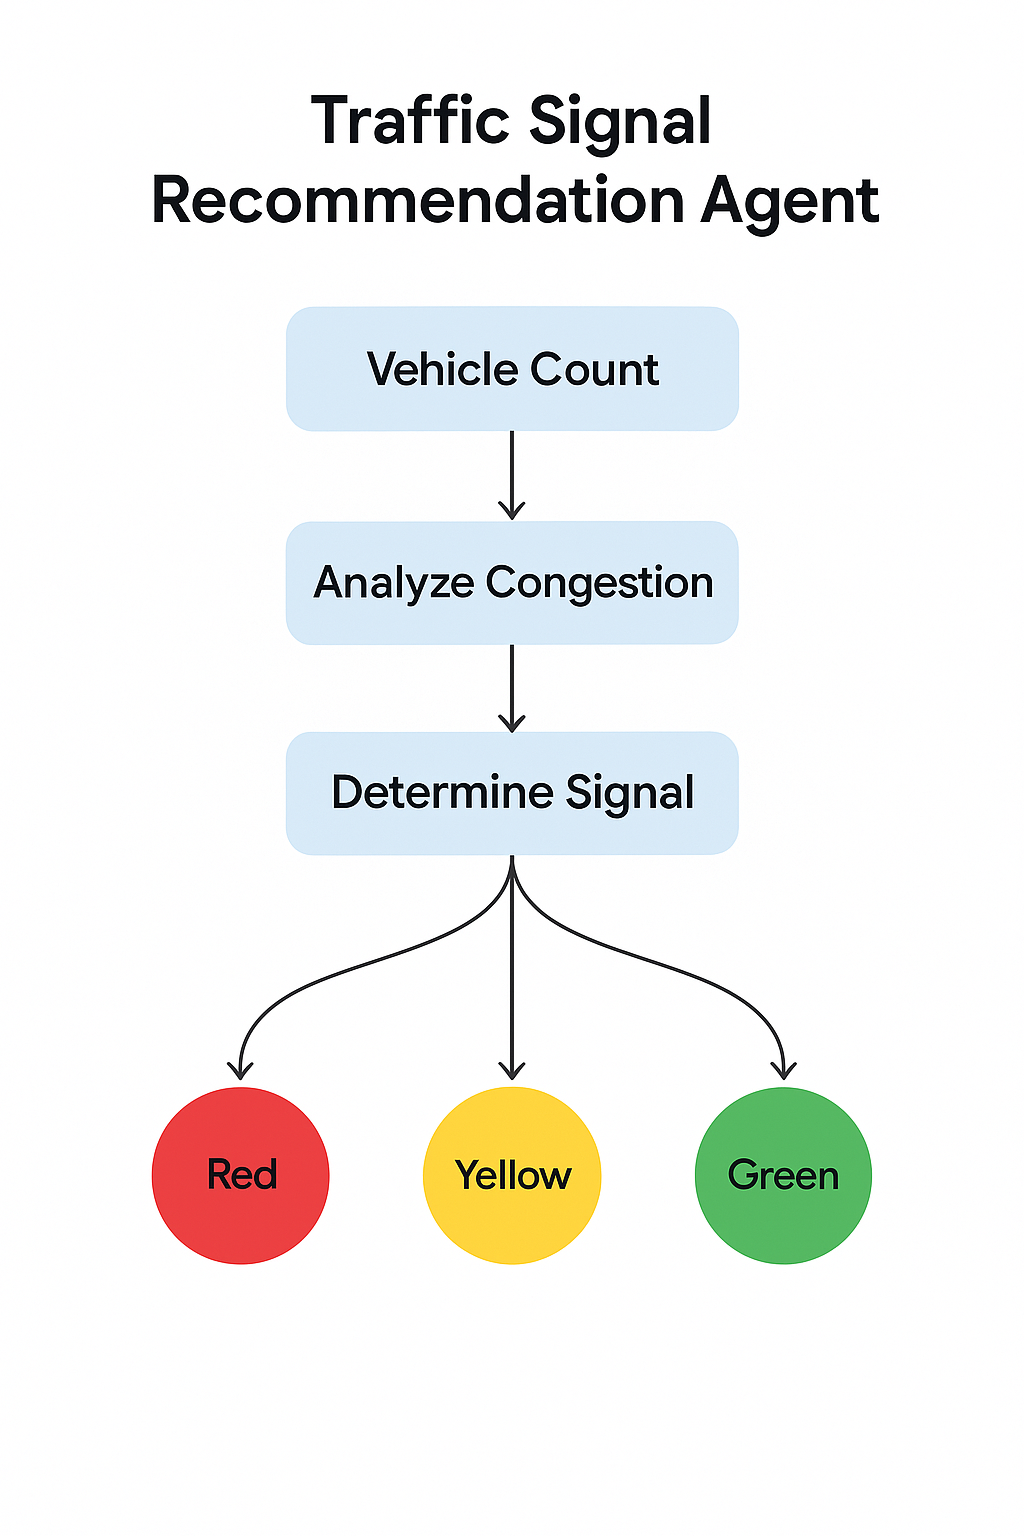 Traffic Signal
Recommendation Agent
Vehicle Count
Analyze Congestion
Determine Signal
Red
Yellow
Green